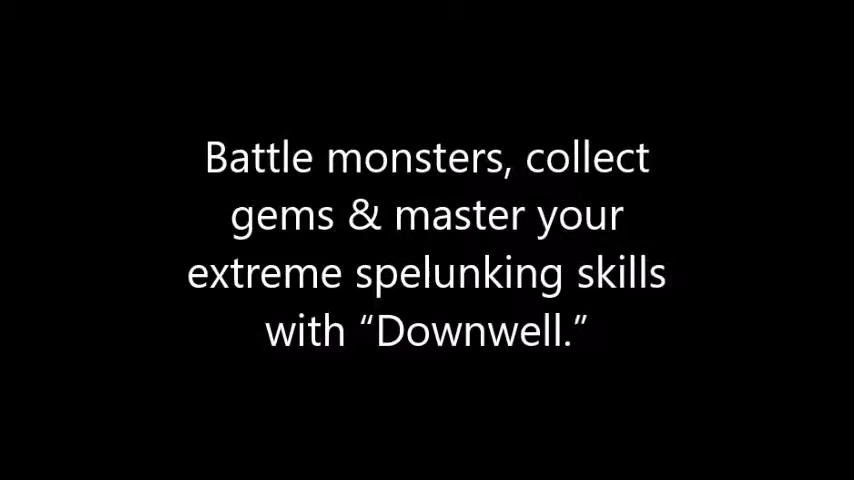 Battle monsters, collect
gems & master your
extreme spelunking skills
with “Downwell.”